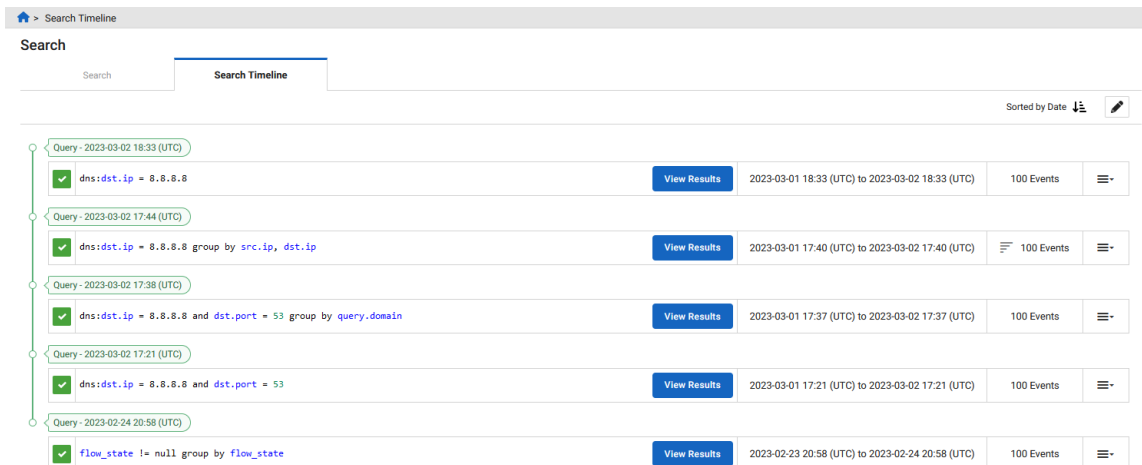 > Search Timeline
Search
Search Search Timeline
Sorted by Date
Query - 2023-03-02 18:33 (UTC)
dns:dst.ip = 8.8.8.8 View Results 2023-03-01 18:33 (UTC) to 2023-03-02 18:33 (UTC) 100 Events
Query - 2023-03-02 17:44 (UTC)
dns:dst.ip = 8.8.8.8 group by src.ip, dst.ip View Results 2023-03-01 17:40 (UTC) to 2023-03-02 17:40 (UTC) 100 Events
Query - 2023-03-02 17:38 (UTC)
dns:dst.ip = 8.8.8.8 and dst.port = 53 group by query.domain View Results 2023-03-01 17:37 (UTC) to 2023-03-02 17:37 (UTC) 100 Events
Query - 2023-03-02 17:21 (UTC)
dns:dst.ip = 8.8.8.8 and dst.port = 53 View Results 2023-03-01 17:21 (UTC) to 2023-03-02 17:21 (UTC) 100 Events
Query - 2023-02-24 20:58 (UTC)
flow_state != null group by flow_state View Results 2023-02-23 20:58 (UTC) to 2023-02-24 20:58 (UTC) 100 Events